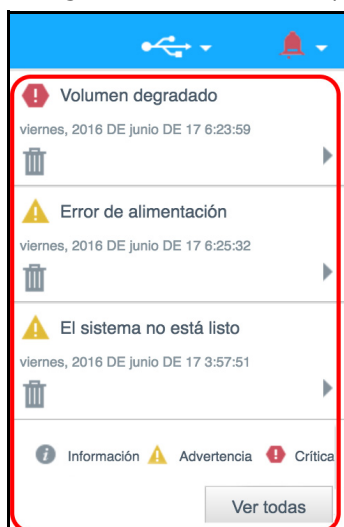 Volumen degradado
viernes, 2016 DE junio DE 17 6:23:59
Error de alimentación
viernes, 2016 DE junio DE 17 6:25:32
El sistema no está listo
viernes, 2016 DE junio DE 17 3:57:51
Información Advertencia Crítica
Ver todas